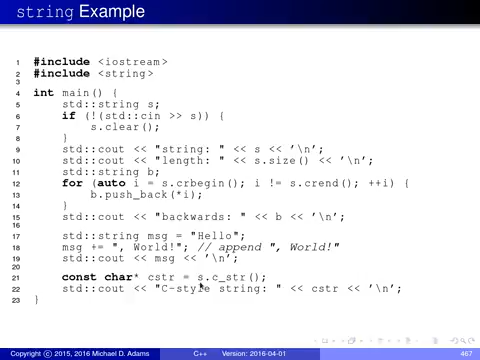 string Example
1 #include <iostream>
2 #include <string>
3
4 int main() {
5 std::string s;
6 if (!(std::cin >> s)) {
7 s.clear();
8 }
9 std::cout << "string: " << s << '\n';
10 std::cout << "length: " << s.size() << '\n';
11 std::string b;
12 for (auto i = s.crbegin(); i != s.crend(); ++i) {
13 b.push_back(*i);
14 }
15 std::cout << "backwards: " << b << '\n';
16
17 std::string msg = "Hello";
18 msg += ", World!"; // append ", World!"
19 std::cout << msg << '\n';
20
21 const char* cstr = s.c_str();
22 std::cout << "C-style string: " << cstr << '\n';
23 }
Copyright © 2015, 2016 Michael D. Adams C++ Version: 2016-04-01 467